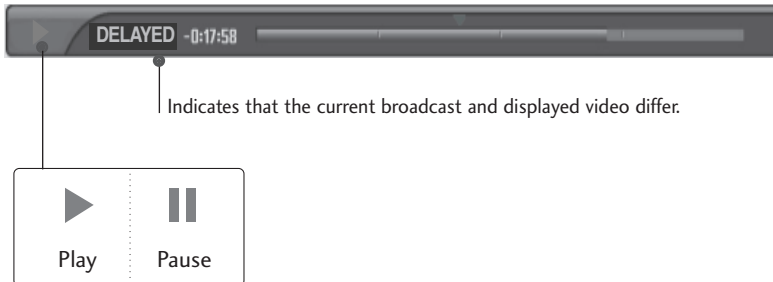 DELAYED -0:17:58
Indicates that the current broadcast and displayed video differ.
Play Pause